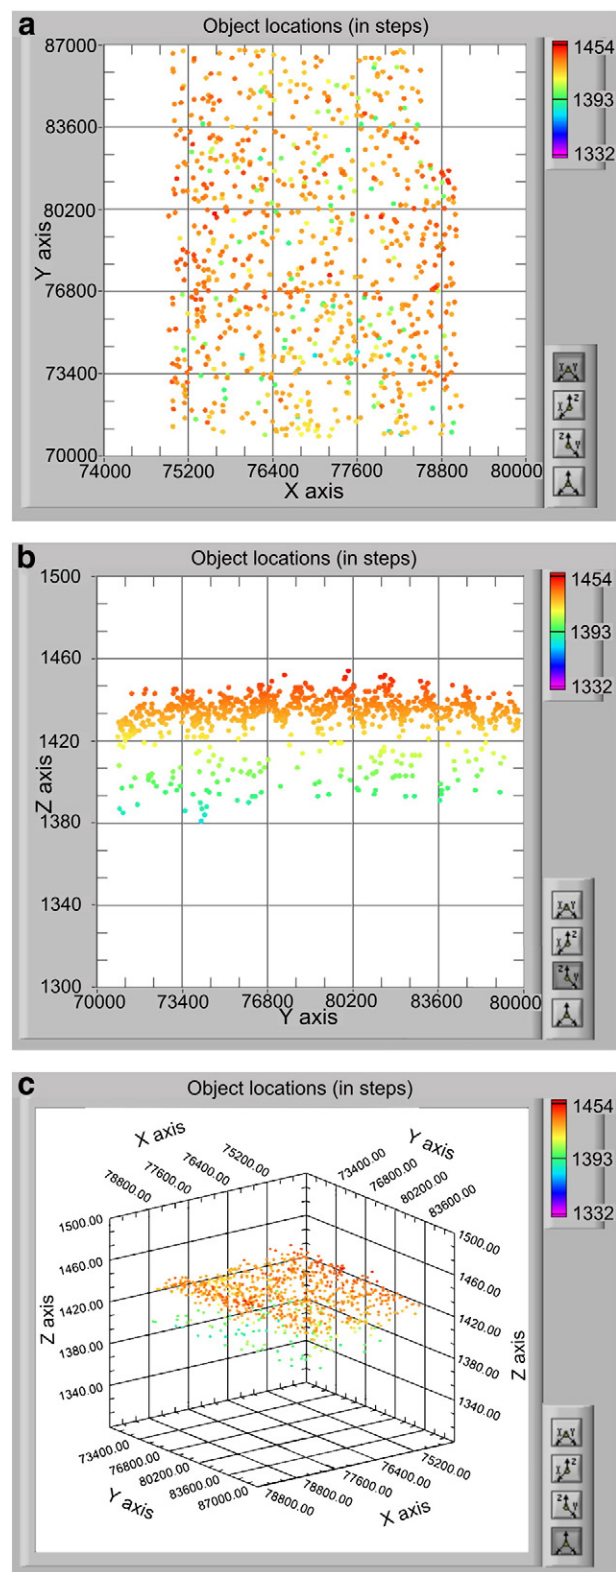 a
Object locations (in steps)
87000
83600
80200
76800
73400
70000
Y axis
74000 75200 76400 77600 78800 80000
X axis
1454
1393
1332
X Y
X Z
Z Y
b
Object locations (in steps)
1500
1460
1420
1380
1340
1300
Z axis
70000 73400 76800 80200 83600 80000
Y axis
1454
1393
1332
X Y
X Z
Z Y
c
Object locations (in steps)
X axis
78800.00
77600.00
76400.00
75200.00
Y axis
73400.00
76800.00
80200.00
83600.00
1500.00
1460.00
1420.00
1380.00
1340.00
Z axis
1500.00
1460.00
1420.00
1380.00
1340.00
Z axis
73400.00
76800.00
80200.00
83600.00
87000.00
Y axis
78800.00
78800.00
77600.00
76400.00
75200.00
X axis
1454
1393
1332
X Y
X Z
Z Y